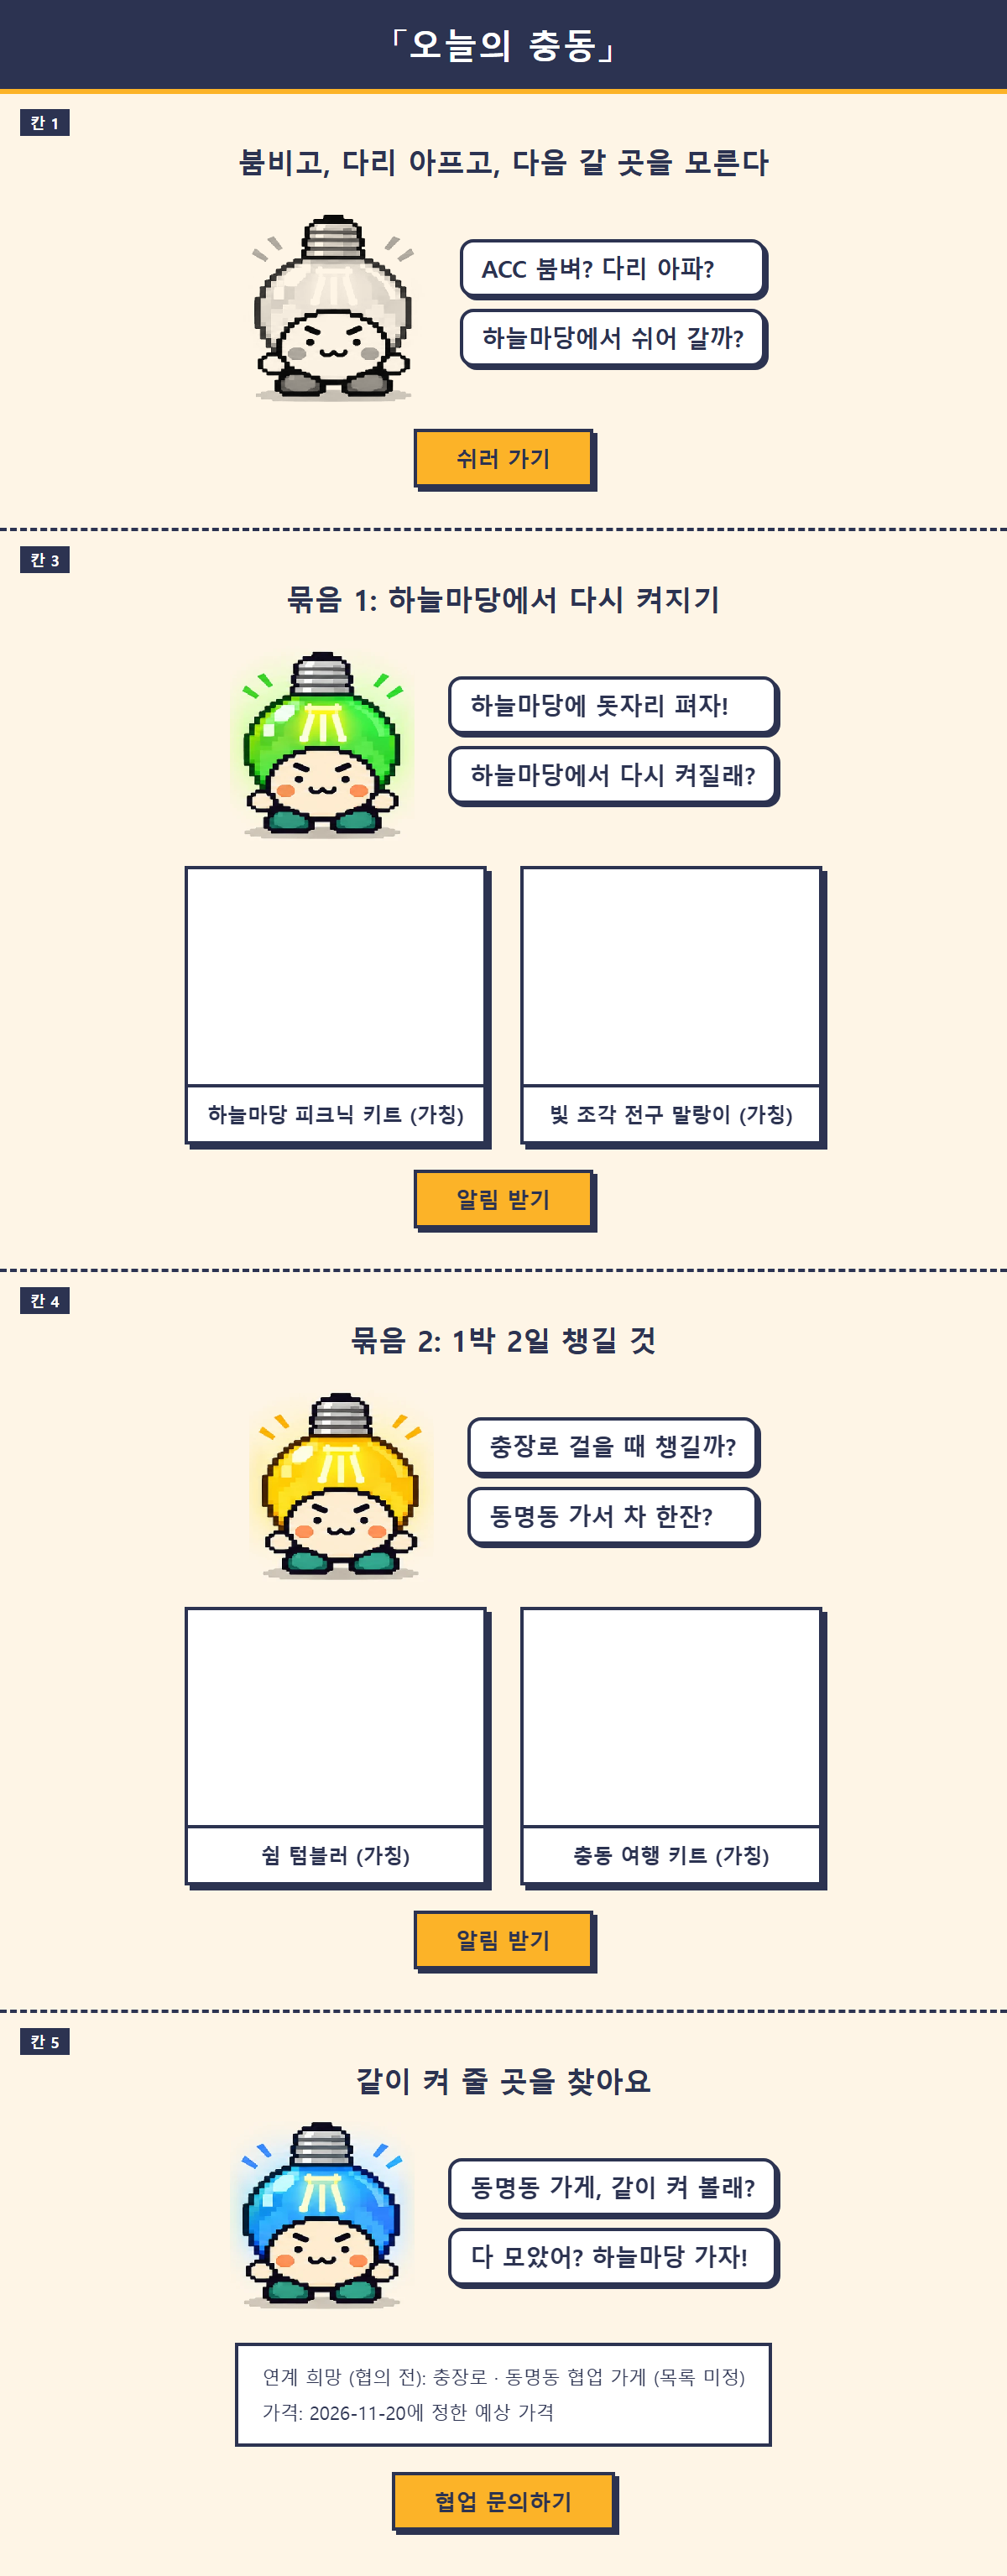 「오늘의 충동」
칸 1
붐비고, 다리 아프고, 다음 갈 곳을 모른다
ACC 붐벼? 다리 아파?
하늘마당에서 쉬어 갈까?
쉬러 가기
칸 3
묶음 1: 하늘마당에서 다시 켜지기
하늘마당에 돗자리 펴자!
하늘마당에서 다시 켜질래?
하늘마당 피크닉 키트 (가칭)
빛 조각 전구 말랑이 (가칭)
알림 받기
칸 4
묶음 2: 1박 2일 챙길 것
충장로 걸을 때 챙길까?
동명동 가서 차 한잔?
쉼 텀블러 (가칭)
충동 여행 키트 (가칭)
알림 받기
칸 5
같이 켜 줄 곳을 찾아요
동명동 가게, 같이 켜 볼래?
다 모았어? 하늘마당 가자!
연계 희망 (협의 전): 충장로 · 동명동 협업 가게 (목록 미정)
가격: 2026-11-20에 정한 예상 가격
협업 문의하기